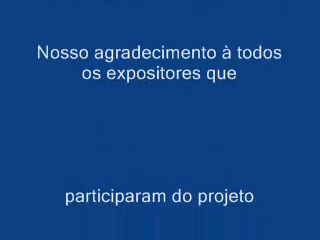 Nosso agradecimento à todos
os expositores que
participaram do projeto